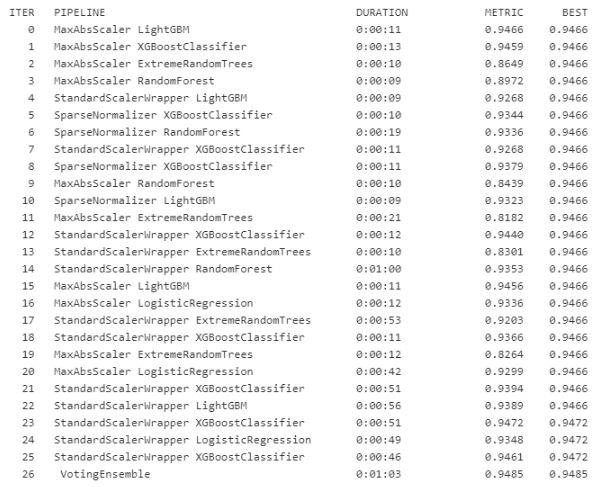 ITER PIPELINE DURATION METRIC BEST
0 MaxAbsScaler LightGBM 0:00:11 0.9466 0.9466
1 MaxAbsScaler XGBoostClassifier 0:00:13 0.9459 0.9466
2 MaxAbsScaler ExtremeRandomTrees 0:00:10 0.8649 0.9466
3 MaxAbsScaler RandomForest 0:00:09 0.8972 0.9466
4 StandardScalerWrapper LightGBM 0:00:09 0.9268 0.9466
5 SparseNormalizer XGBoostClassifier 0:00:10 0.9344 0.9466
6 SparseNormalizer RandomForest 0:00:19 0.9336 0.9466
7 StandardScalerWrapper XGBoostClassifier 0:00:11 0.9268 0.9466
8 SparseNormalizer XGBoostClassifier 0:00:11 0.9379 0.9466
9 MaxAbsScaler RandomForest 0:00:10 0.8439 0.9466
10 SparseNormalizer LightGBM 0:00:09 0.9323 0.9466
11 MaxAbsScaler ExtremeRandomTrees 0:00:21 0.8182 0.9466
12 StandardScalerWrapper XGBoostClassifier 0:00:12 0.9440 0.9466
13 StandardScalerWrapper ExtremeRandomTrees 0:00:10 0.8301 0.9466
14 StandardScalerWrapper RandomForest 0:01:00 0.9353 0.9466
15 MaxAbsScaler LightGBM 0:00:11 0.9456 0.9466
16 MaxAbsScaler LogisticRegression 0:00:12 0.9336 0.9466
17 StandardScalerWrapper ExtremeRandomTrees 0:00:53 0.9203 0.9466
18 StandardScalerWrapper XGBoostClassifier 0:00:11 0.9366 0.9466
19 MaxAbsScaler ExtremeRandomTrees 0:00:12 0.8264 0.9466
20 MaxAbsScaler LogisticRegression 0:00:42 0.9299 0.9466
21 StandardScalerWrapper XGBoostClassifier 0:00:51 0.9394 0.9466
22 StandardScalerWrapper LightGBM 0:00:56 0.9389 0.9466
23 StandardScalerWrapper XGBoostClassifier 0:00:51 0.9472 0.9472
24 StandardScalerWrapper LogisticRegression 0:00:49 0.9348 0.9472
25 StandardScalerWrapper XGBoostClassifier 0:00:46 0.9461 0.9472
26 VotingEnsemble 0:01:03 0.9485 0.9485